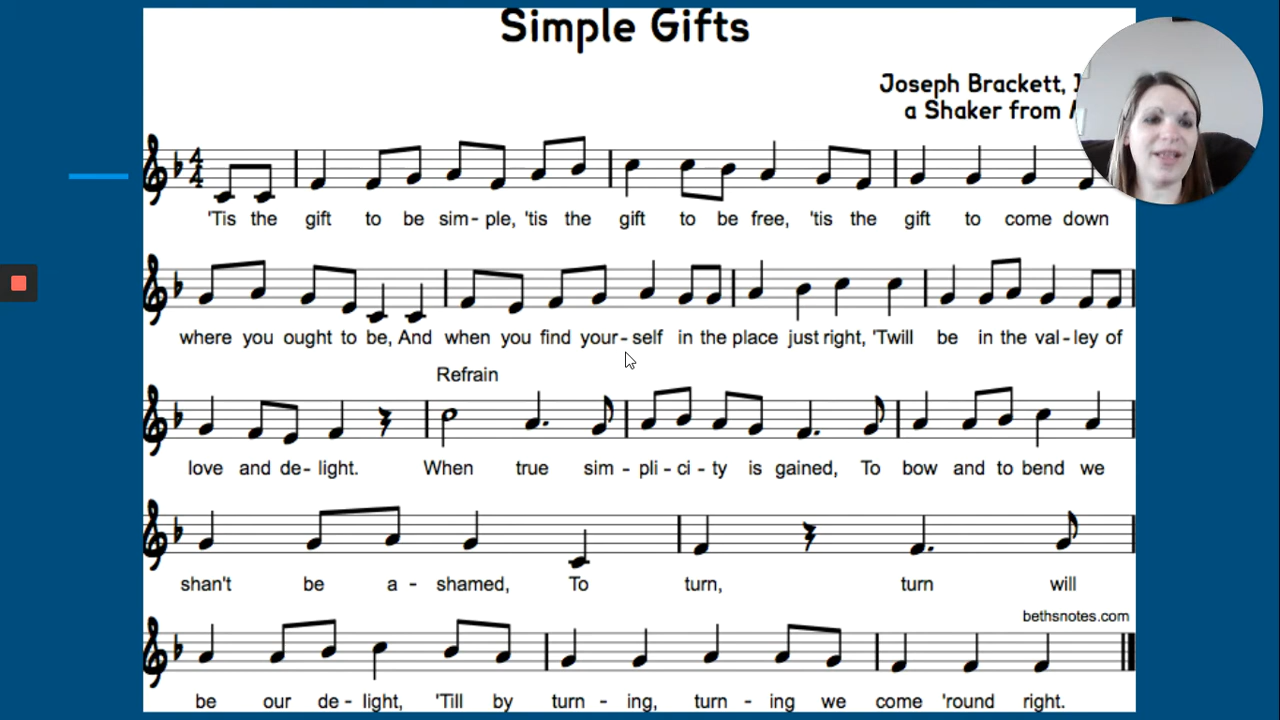 Simple Gifts
Joseph Brackett,
a Shaker from
4
4
'Tis the gift to be sim- ple, 'tis the gift to be free, 'tis the gift to come down
where you ought to be, And when you find your- self in the place just right, 'Twill be in the val- ley of
Refrain
love and de- light. When true sim - pli - ci - ty is gained, To bow and to bend we
shan't be a - shamed, To turn, turn will
bethsnotes.com
be our de - light, 'Till by turn - ing, turn - ing we come 'round right.